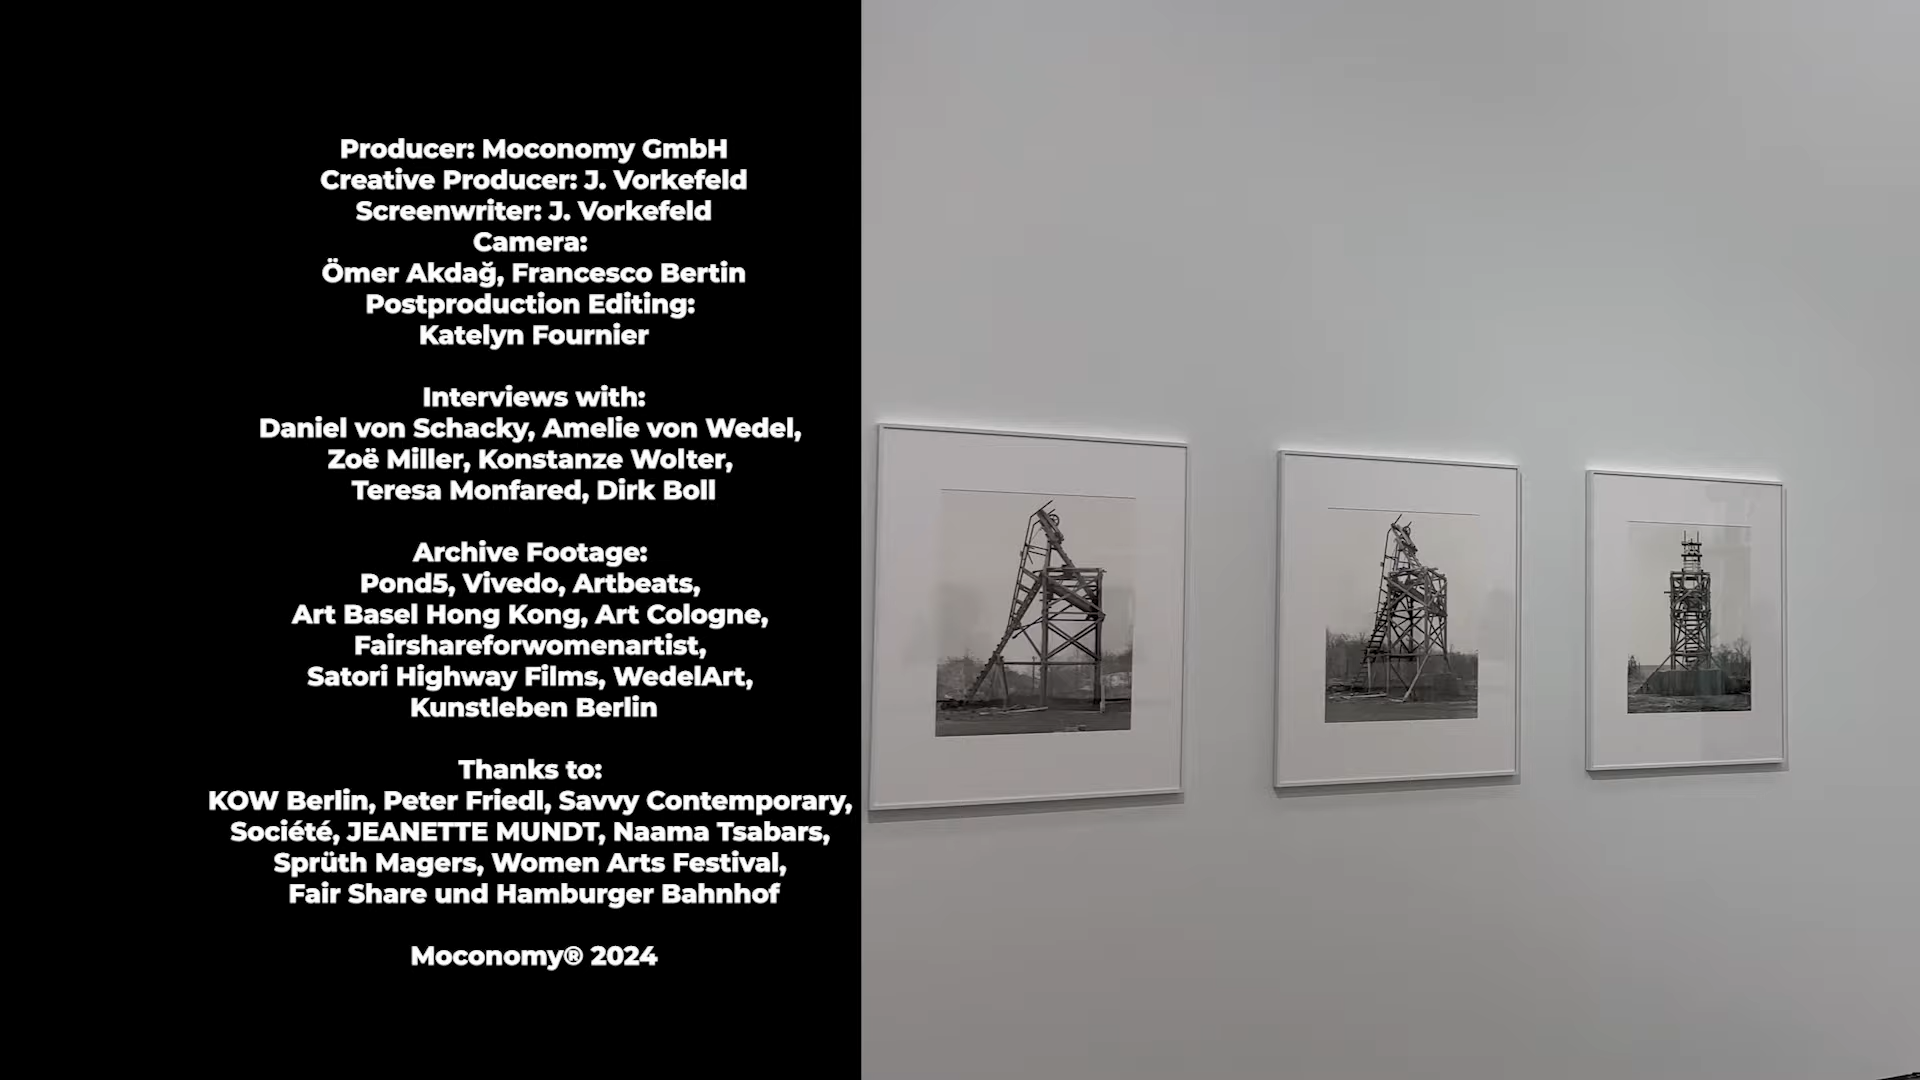 Producer: Moconomy GmbH
Creative Producer: J. Vorkefeld
Screenwriter: J. Vorkefeld
Camera:
Ömer Akdağ, Francesco Bertin
Postproduction Editing:
Katelyn Fournier
Interviews with:
Daniel von Schacky, Amelie von Wedel,
Zoë Miller, Konstanze Wolter,
Teresa Monfared, Dirk Boll
Archive Footage:
Pond5, Vivedo, Artbeats,
Art Basel Hong Kong, Art Cologne,
Fairshareforwomenartist,
Satori Highway Films, WedelArt,
Kunstleben Berlin
Thanks to:
KOW Berlin, Peter Friedl, Savvy Contemporary,
Société, JEANETTE MUNDT, Naama Tsabars,
Sprüth Magers, Women Arts Festival,
Fair Share und Hamburger Bahnhof
Moconomy® 2024